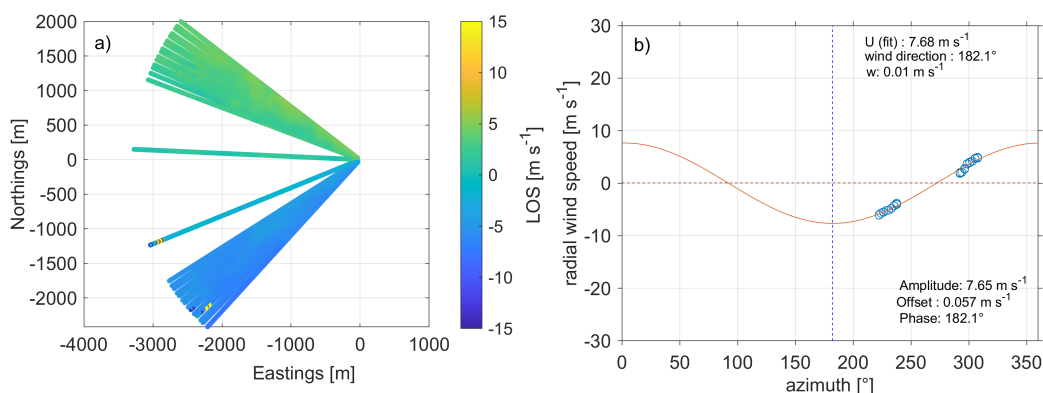 a)
2000
1500
1000
500
0
-500
-1000
-1500
-2000
Northings [m]
-4000 -3000 -2000 -1000 0 1000
Eastings [m]
15
10
5
0
-5
-10
-15
LOS [m s⁻¹]
b)
U (fit) : 7.68 m s⁻¹
wind direction : 182.1°
w: 0.01 m s⁻¹
30
20
10
0
-10
-20
-30
radial wind speed [m s⁻¹]
Amplitude: 7.65 m s⁻¹
Offset : 0.057 m s⁻¹
Phase: 182.1°
0 50 100 150 200 250 300 350
azimuth [°]